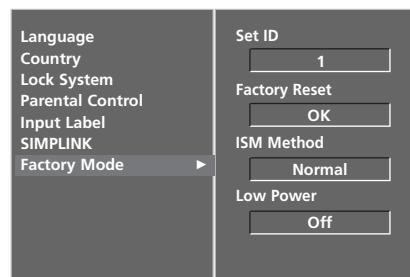 Language
Country
Lock System
Parental Control
Input Label
SIMPLINK
Factory Mode ►
Set ID
1
Factory Reset
OK
ISM Method
Normal
Low Power
Off